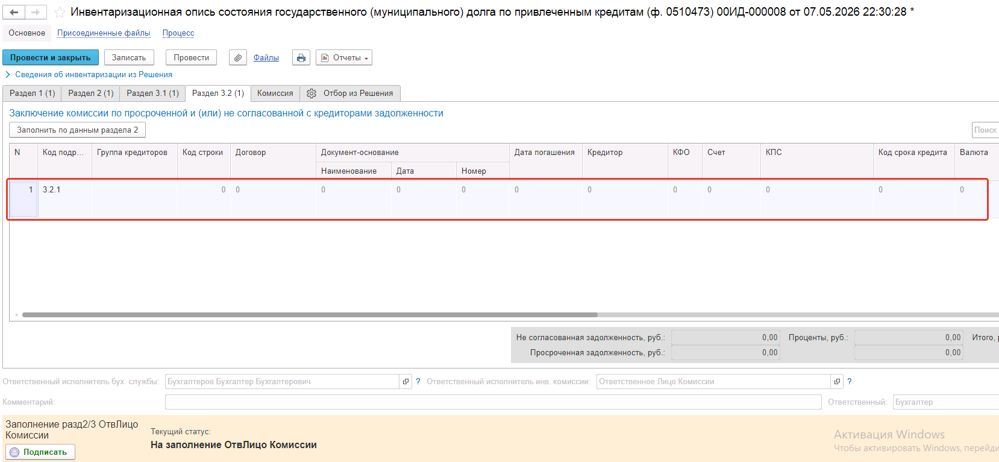 Инвентаризационная опись состояния государственного (муниципального) долга по привлеченным кредитам (ф. 0510473) 00ИД-000008 от 07.05.2026 22:30:28 *
Основное Присоединенные файлы Процесс
Провести и закрыть Записать Провести Файлы Отчеты
Сведения об инвентаризации из Решения
Раздел 1 (1) Раздел 2 (1) Раздел 3.1 (1) Раздел 3.2 (1) Комиссия Отбор из Решения
Заключение комиссии по просроченной и (или) не согласованной с кредиторами задолженности
Заполнить по данным раздела 2 Поиск
N Код подр... Группа кредиторов Код строки Договор Документ-основание Дата погашения Кредитор КФО Счет КПС Код срока кредита Валюта
Наименование Дата Номер
1 3.2.1 0 0 0 0 0 0 0 0 0 0 0 0
Не согласованная задолженность, руб.: 0,00 Проценты, руб.: 0,00 Итого,
Просроченная задолженность, руб.: 0,00 0,00
Ответственный исполнитель бух. службы: Бухгалтеров Бухгалтер Бухгалтерович ? Ответственный исполнитель инв. комиссии: Ответственное Лицо Комиссии ?
Комментарий: Ответственный: Бухгалтер
Заполнение разд2/3 ОтвЛицо
Комиссии
Текущий статус:
На заполнение ОтвЛицо Комиссии
Подписать
Активация Windows
Чтобы активировать Windows, перейди